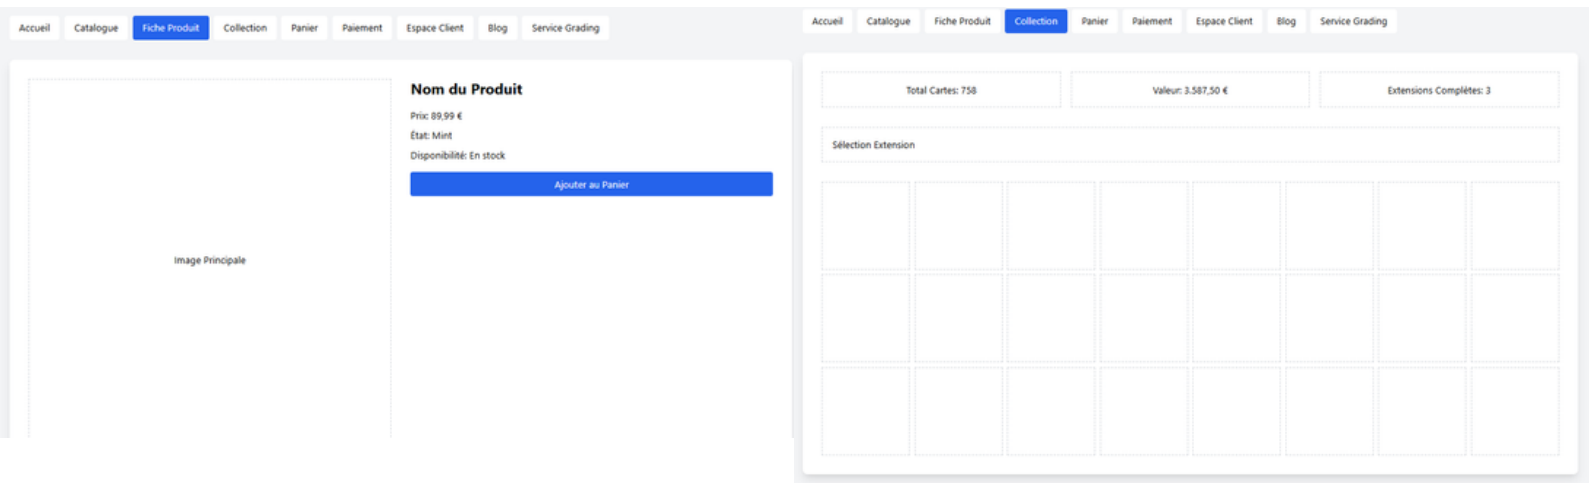 Accueil Catalogue Fiche Produit Collection Panier Paiement Espace Client Blog Service Grading
Nom du Produit
Prix: 89,99 €
État: Mint
Disponibilité: En stock
Ajouter au Panier
Image Principale
Accueil Catalogue Fiche Produit Collection Panier Paiement Espace Client Blog Service Grading
Total Cartes: 758 Valeur: 3.587,50 € Extensions Complètes: 3
Sélection Extension